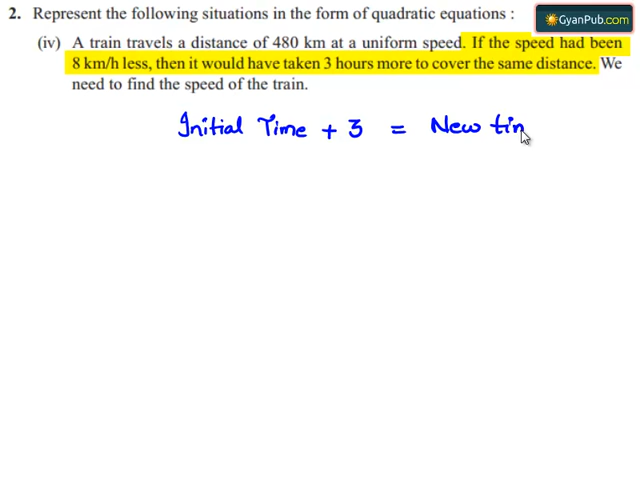 2. Represent the following situations in the form of quadratic equations :
GyanPub.com
(iv) A train travels a distance of 480 km at a uniform speed. If the speed had been
8 km/h less, then it would have taken 3 hours more to cover the same distance. We
need to find the speed of the train.
Initial Time + 3 = New tim